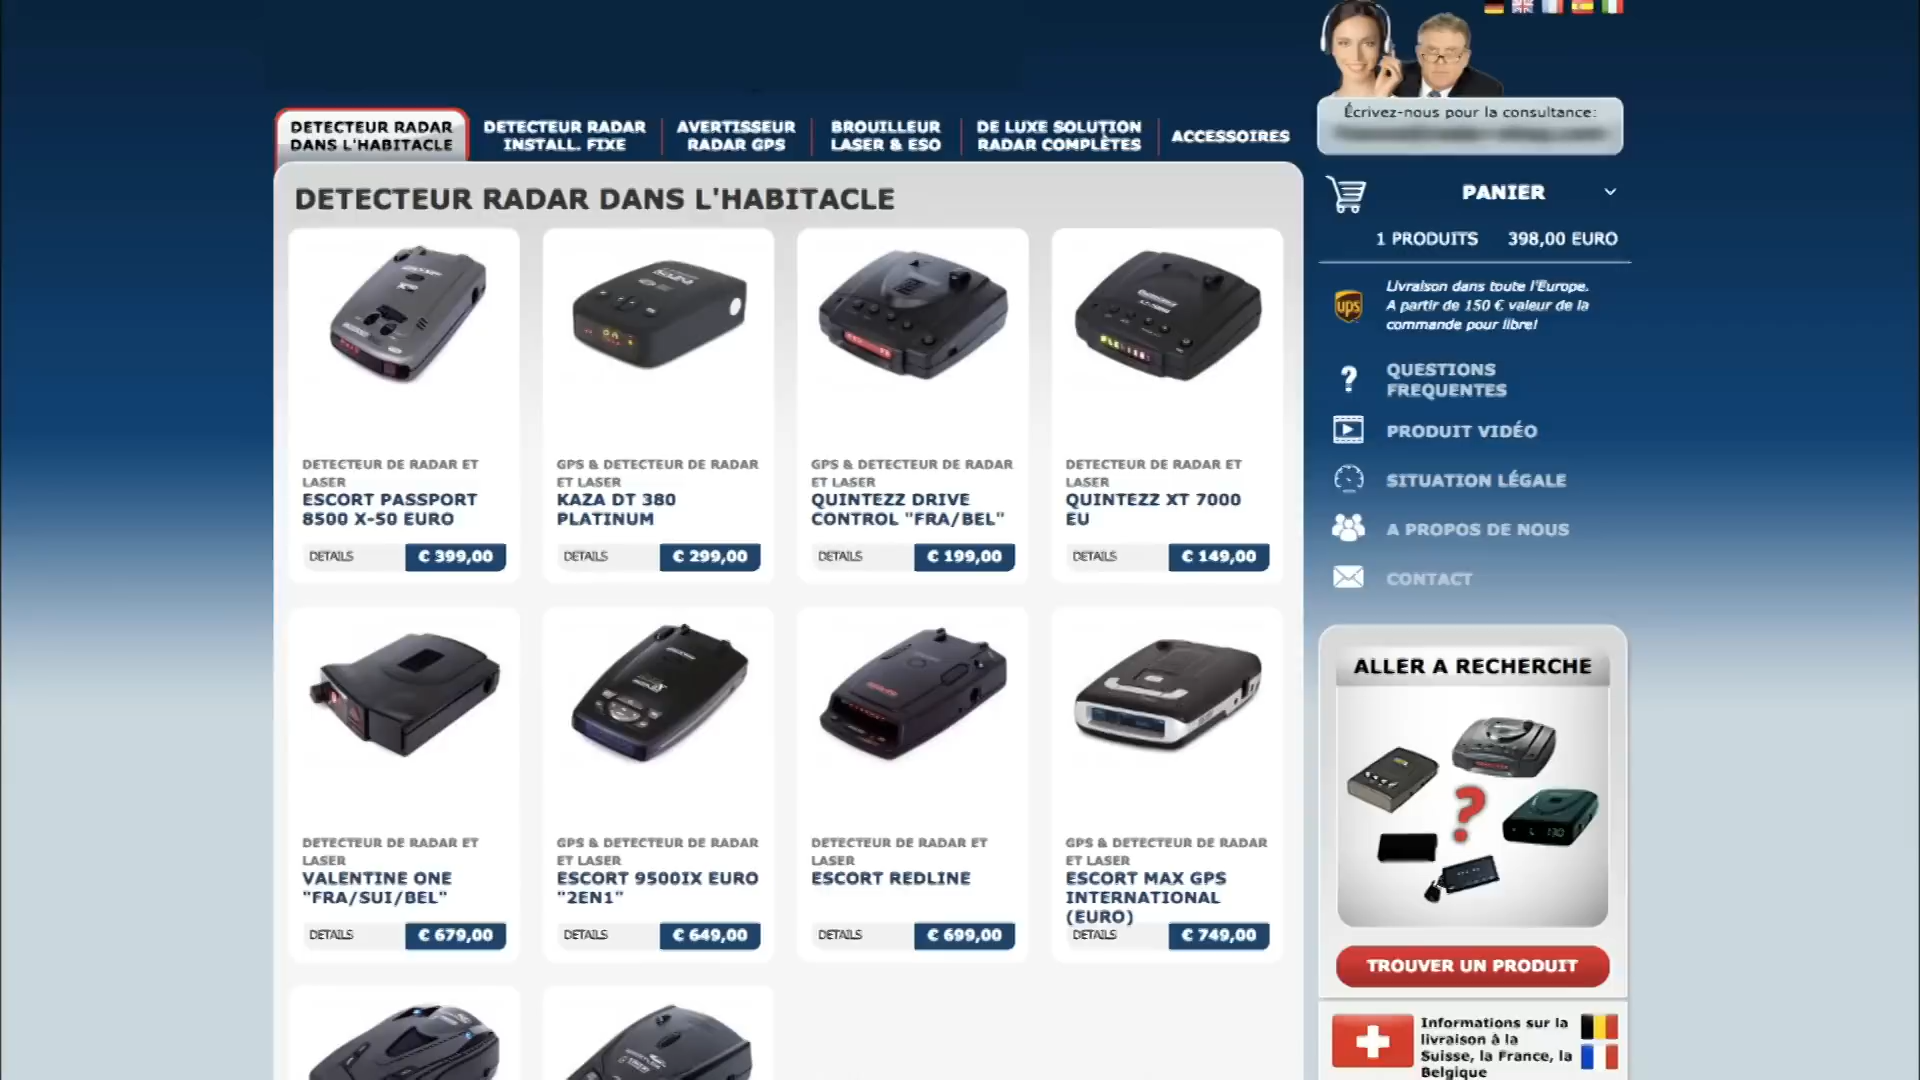 DETECTEUR RADAR
DANS L'HABITACLE
DETECTEUR RADAR
INSTALL. FIXE
AVERTISSEUR
RADAR GPS
BROUILLEUR
LASER & ESO
DE LUXE SOLUTION
RADAR COMPLÈTES
ACCESSOIRES
Écrivez-nous pour la consultance:
DETECTEUR RADAR DANS L'HABITACLE
PANIER
1 PRODUITS 398,00 EURO
ups
Livraison dans toute l'Europe.
A partir de 150 € valeur de la
commande pour libre!
QUESTIONS
FREQUENTES
PRODUIT VIDÉO
SITUATION LÉGALE
A PROPOS DE NOUS
CONTACT
DETECTEUR DE RADAR ET
LASER
ESCORT PASSPORT
8500 X-50 EURO
DETAILS € 399,00
GPS & DETECTEUR DE RADAR
ET LASER
KAZA DT 380
PLATINUM
DETAILS € 299,00
GPS & DETECTEUR DE RADAR
ET LASER
QUINTEZZ DRIVE
CONTROL "FRA/BEL"
DETAILS € 199,00
DETECTEUR DE RADAR ET
LASER
QUINTEZZ XT 7000
EU
DETAILS € 149,00
DETECTEUR DE RADAR ET
LASER
VALENTINE ONE
"FRA/SUI/BEL"
DETAILS € 679,00
GPS & DETECTEUR DE RADAR
ET LASER
ESCORT 9500IX EURO
"2EN1"
DETAILS € 649,00
DETECTEUR DE RADAR ET
LASER
ESCORT REDLINE
DETAILS € 699,00
GPS & DETECTEUR DE RADAR
ET LASER
ESCORT MAX GPS
INTERNATIONAL
(EURO)
DETAILS € 749,00
ALLER A RECHERCHE
?
TROUVER UN PRODUIT
Informations sur la
livraison à la
Suisse, la France, la
Belgique